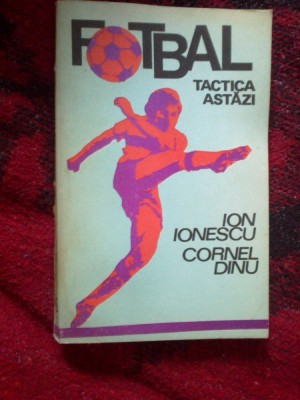 FOTBAL
TACTICA
ASTĂZI
ION
IONESCU
CORNEL
DINU